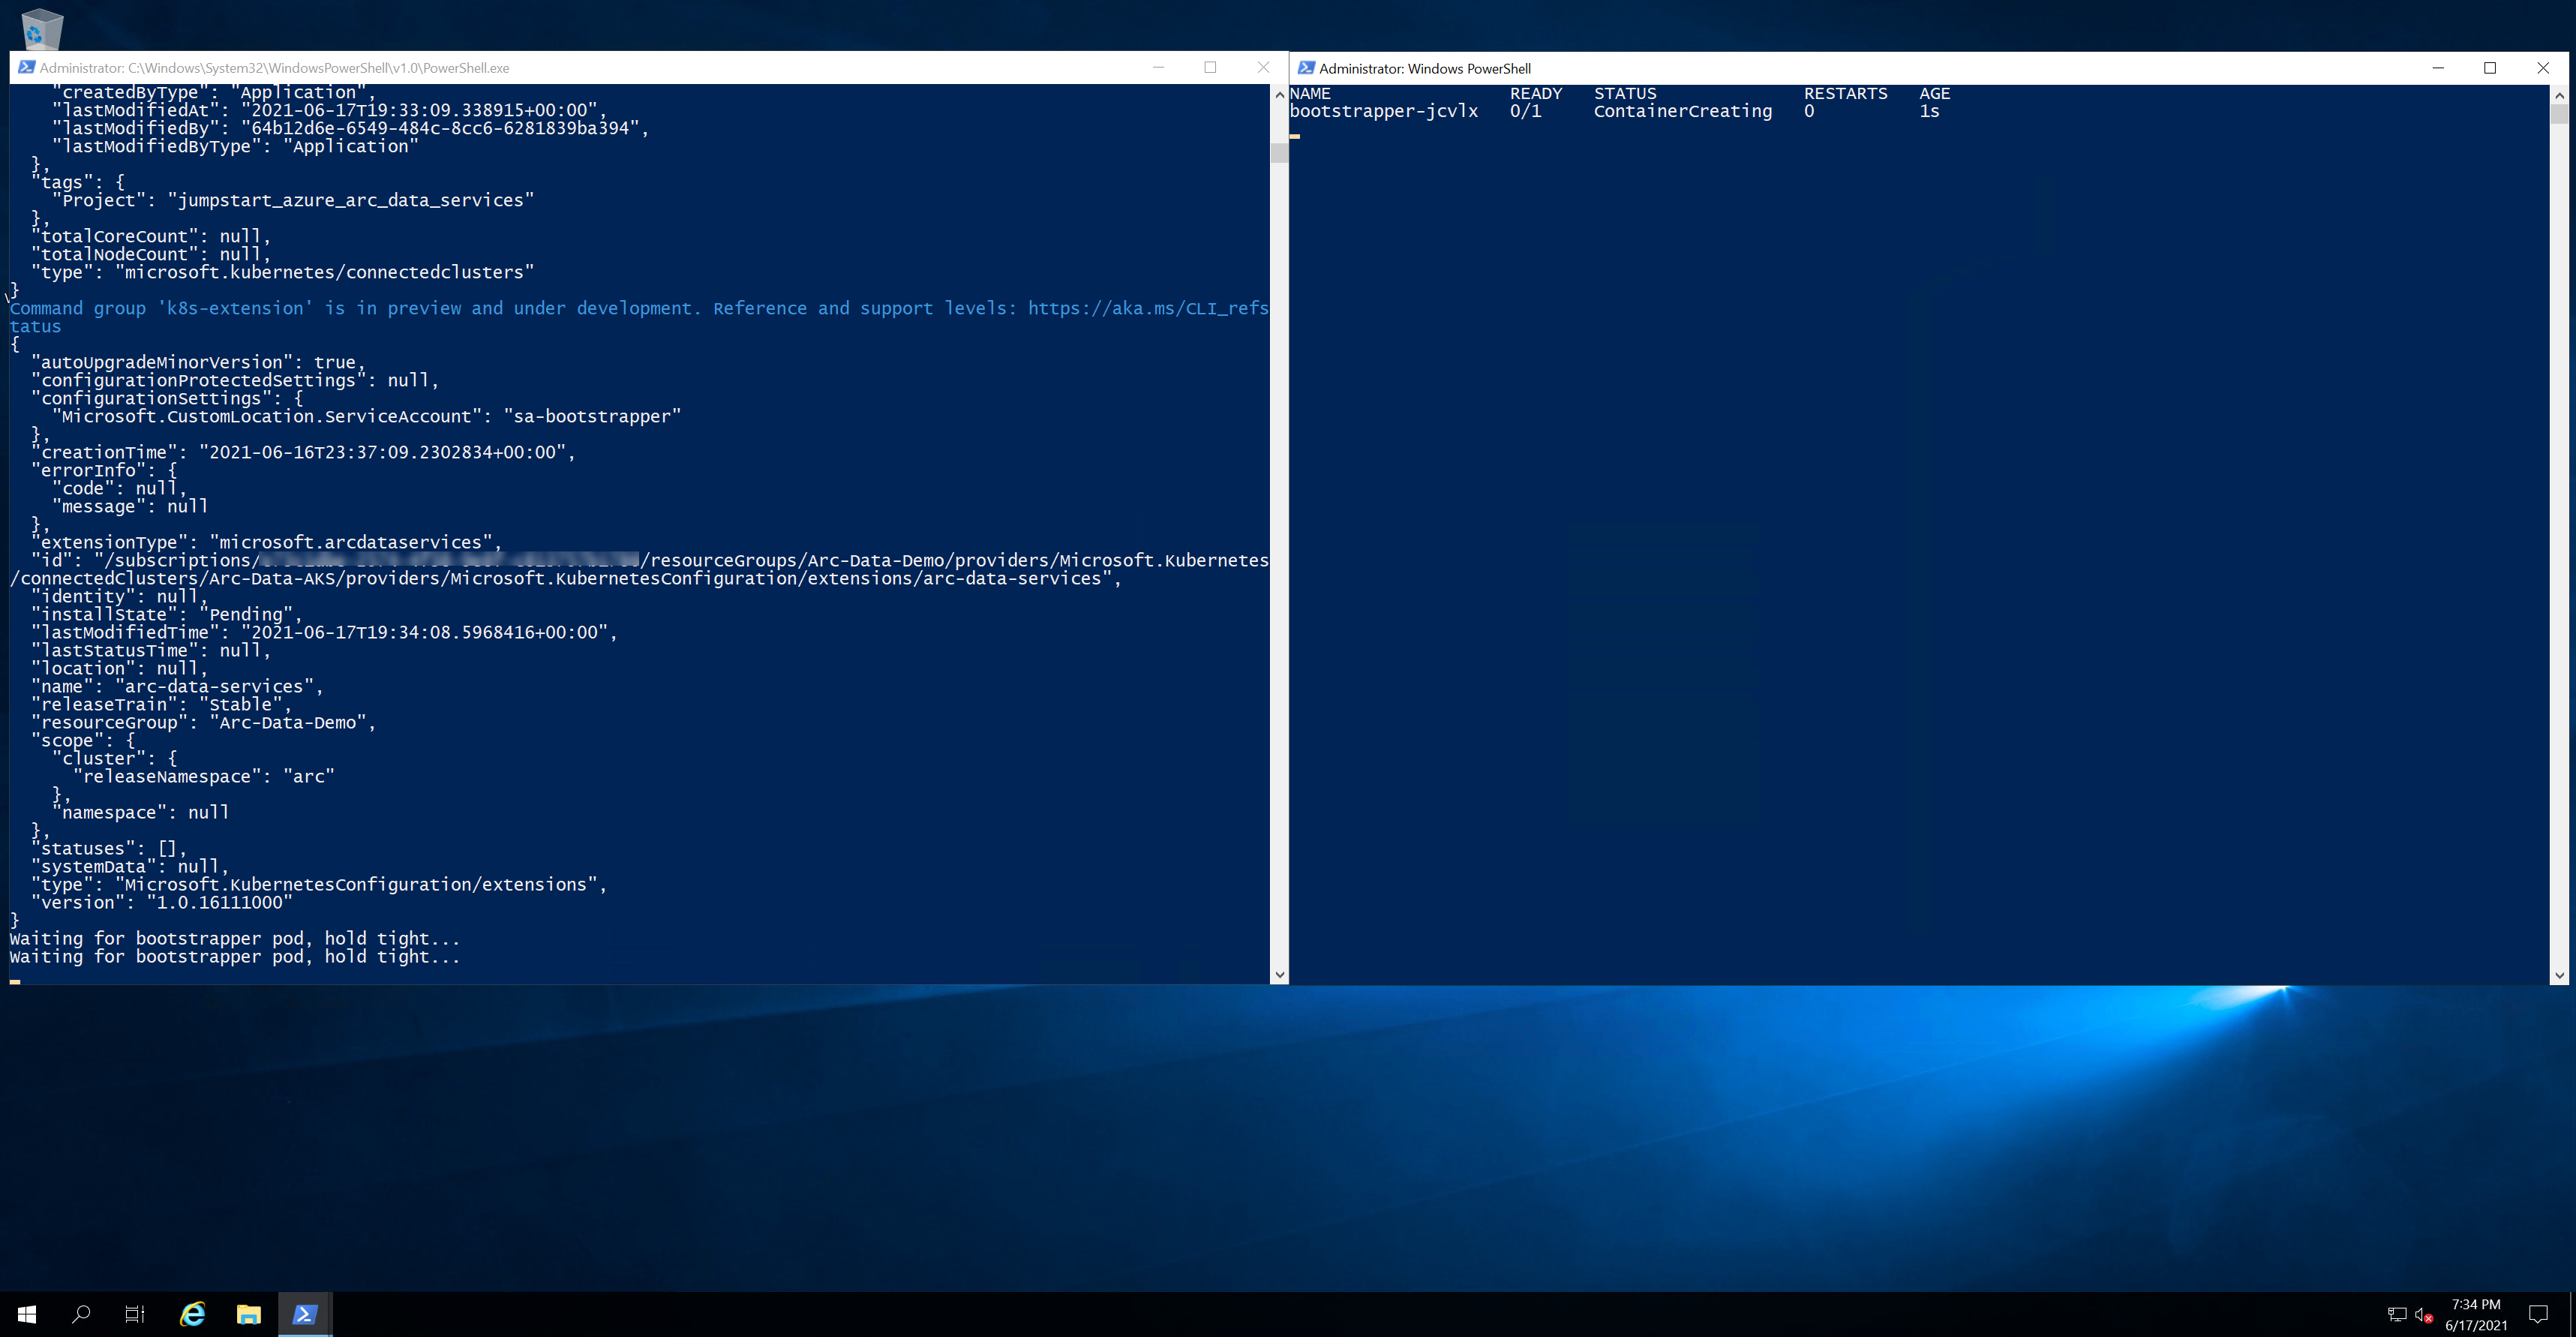 Administrator: C:\Windows\System32\WindowsPowerShell\v1.0\PowerShell.exe
"createdByType": "Application",
"lastModifiedAt": "2021-06-17T19:33:09.338915+00:00",
"lastModifiedBy": "64b12d6e-6549-484c-8cc6-6281839ba394",
"lastModifiedByType": "Application"
},
"tags": {
"Project": "jumpstart_azure_arc_data_services"
},
"totalCoreCount": null,
"totalNodeCount": null,
"type": "microsoft.kubernetes/connectedclusters"
}
Command group 'k8s-extension' is in preview and under development. Reference and support levels: https://aka.ms/CLI_refs
tatus
{
"autoUpgradeMinorVersion": true,
"configurationProtectedSettings": null,
"configurationSettings": {
"Microsoft.CustomLocation.ServiceAccount": "sa-bootstrapper"
},
"creationTime": "2021-06-16T23:37:09.2302834+00:00",
"errorInfo": {
"code": null,
"message": null
},
"extensionType": "microsoft.arcdataservices",
"id": "/subscriptions/ /resourceGroups/Arc-Data-Demo/providers/Microsoft.Kubernetes
/connectedClusters/Arc-Data-AKS/providers/Microsoft.KubernetesConfiguration/extensions/arc-data-services",
"identity": null,
"installState": "Pending",
"lastModifiedTime": "2021-06-17T19:34:08.5968416+00:00",
"lastStatusTime": null,
"location": null,
"name": "arc-data-services",
"releaseTrain": "Stable",
"resourceGroup": "Arc-Data-Demo",
"scope": {
"cluster": {
"releaseNamespace": "arc"
},
"namespace": null
},
"statuses": [],
"systemData": null,
"type": "Microsoft.KubernetesConfiguration/extensions",
"version": "1.0.16111000"
}
Waiting for bootstrapper pod, hold tight...
Waiting for bootstrapper pod, hold tight...
Administrator: Windows PowerShell
NAME READY STATUS RESTARTS AGE
bootstrapper-jcvlx 0/1 ContainerCreating 0 1s
7:34 PM
6/17/2021